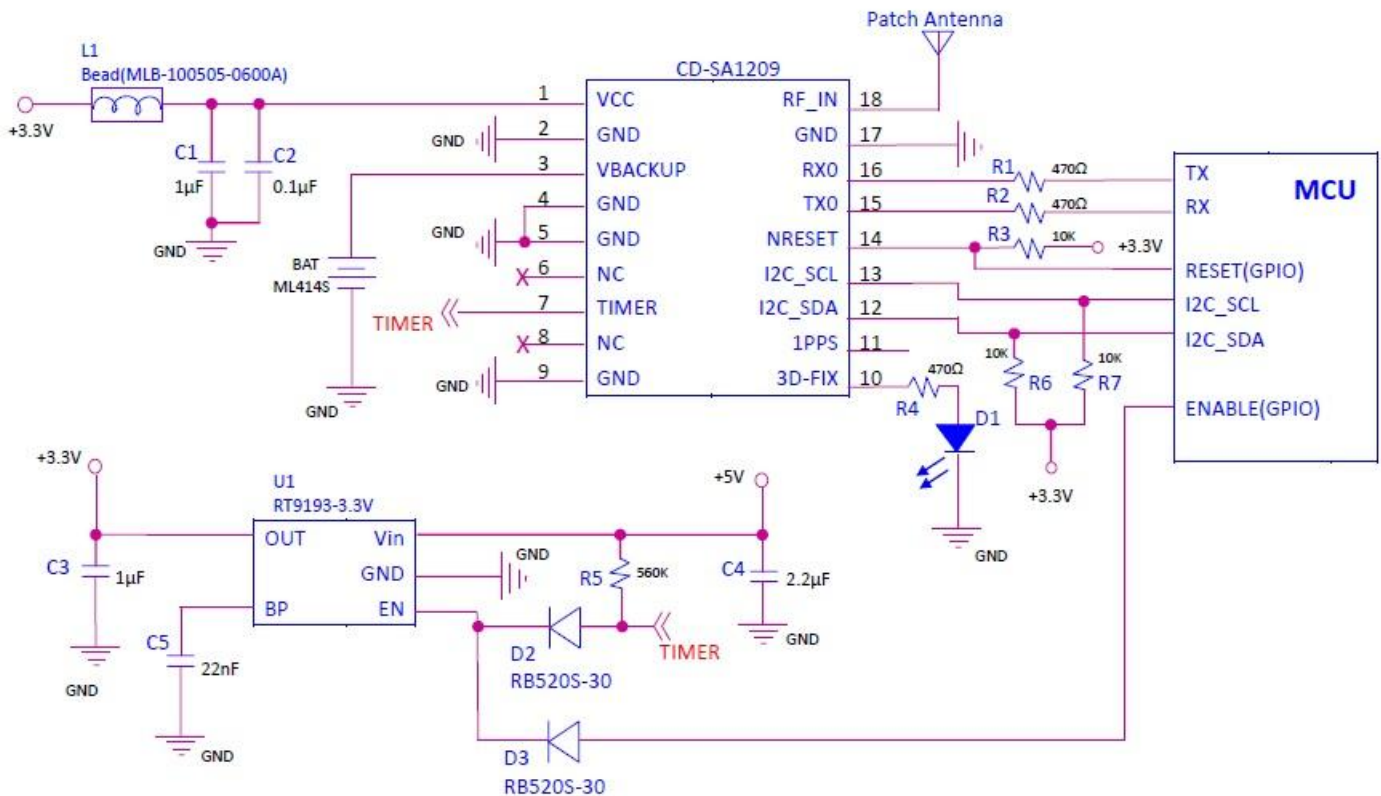 Patch Antenna
L1
Bead(MLB-100505-0600A)
+3.3V
C1
1µF
C2
0.1µF
GND
CD-SA1209
1 VCC
GND 2 GND
3 VBACKUP
4 GND
GND 5 GND
6 NC
TIMER 7 TIMER
8 NC
GND 9 GND
BAT
ML414S
GND
RF_IN 18
GND 17
RX0 16
TX0 15
NRESET 14
I2C_SCL 13
I2C_SDA 12
1PPS 11
3D-FIX 10
R1 470Ω
R2 470Ω
R3 10K +3.3V
MCU
TX
RX
RESET(GPIO)
I2C_SCL
I2C_SDA
ENABLE(GPIO)
10K
R6
10K
R7
+3.3V
470Ω
R4
D1
GND
+3.3V
U1
RT9193-3.3V
OUT
BP
Vin
GND
EN
C3
1µF
GND
C5
22nF
GND
GND
+5V
R5 560K
C4
2.2µF
GND
TIMER
D2
RB520S-30
D3
RB520S-30